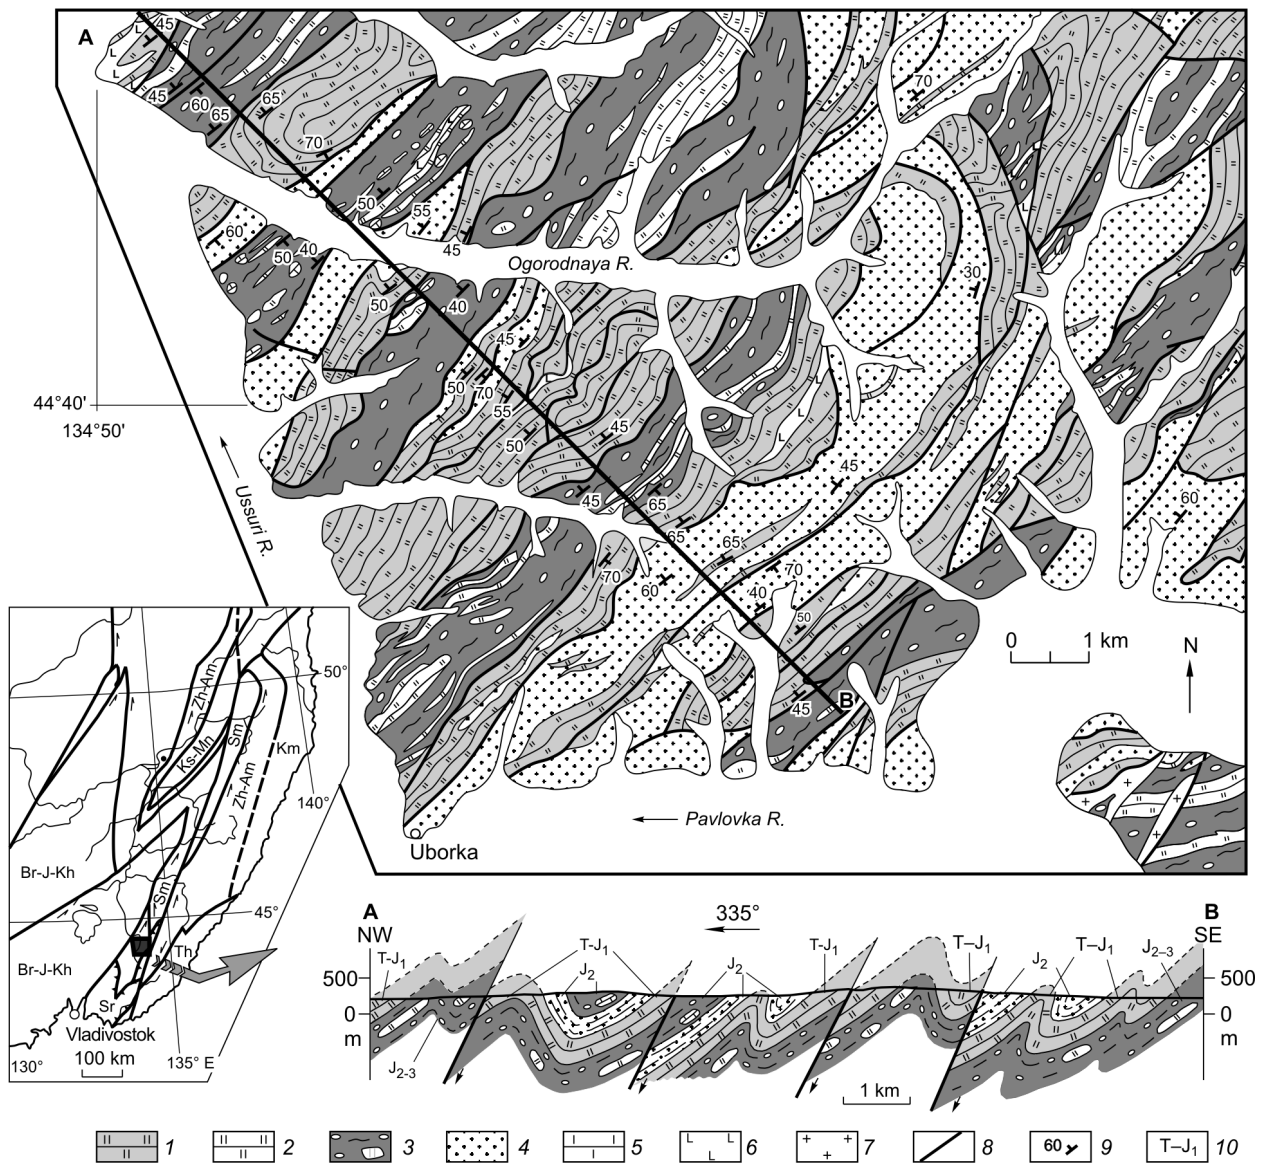 A
45
45
60
65
65
70
50
55
45
60
50
40
50
40
45
50
70
55
50
45
45
65
65
65
70
60
70
40
50
45
B
45
30
70
60
L
L
L
L
L
L
Ogorodnaya R.
44°40'
134°50'
Ussuri R.
0 1 km
N
Pavlovka R.
Uborka
50°
Zh-Am
Ks-Mn
Sm
Km
Zh-Am
140°
Br-J-Kh
Sm
45°
Br-J-Kh
Th
Sr
Vladivostok
100 km
130°
135° E
A
NW
335°
B
SE
T-J1
T-J1
J2
J2
T-J1
T–J1
J2
T–J1
J2–3
500
0
m
500
0
m
J2–3
1 km
1
2
3
4
L L
L
5
6
+ +
+
7
8
60
9
T–J1
10